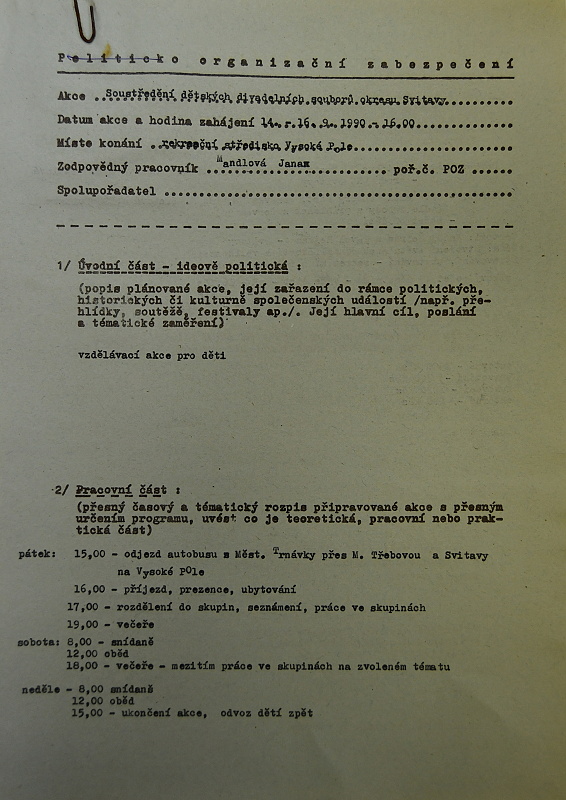 Politicko organizační zabezpečení
Akce ..Soustředění dětských divadelních souborů okresu Svitavy..........
Datum akce a hodina zahájení 14. - 16. 9. 1990 - 16.00..............
Místo konání ..rekreační středisko Vysoké Pole......................
Zodpovědný pracovník ..Mandlová Janax.............. poř.č. POZ ......
Spolupořadatel ..................................................
1/ Úvodní část - ideově politická :
(popis plánované akce, její zařazení do rámce politických,
historických či kulturně společenských událostí /např. pře-
hlídky, soutěžě, festivaly ap./. Její hlavní cíl, poslání
a tématické zaměření)
vzdělávací akce pro děti
2/ Pracovní část :
(přesný časový a tématický rozpis připravované akce s přesným
určením programu, uvést co je teoretická, pracovní nebo prak-
tická část)
pátek: 15,00 - odjezd autobusu s Měst. Trnávky přes M. Třebovou a Svitavy
na Vysoké POle
16,00 - příjezd, prezence, ubytování
17,00 - rozdělení do skupin, seznámení, práce ve skupinách
19,00 - večeře
sobota: 8,00 - snídaně
12,00 oběd
18,00 - večeře - mezitím práce ve skupinách na zvoleném tématu
neděle - 8,00 snídaně
12,00 oběd
15,00 - ukončení akce, odvoz dětí zpět